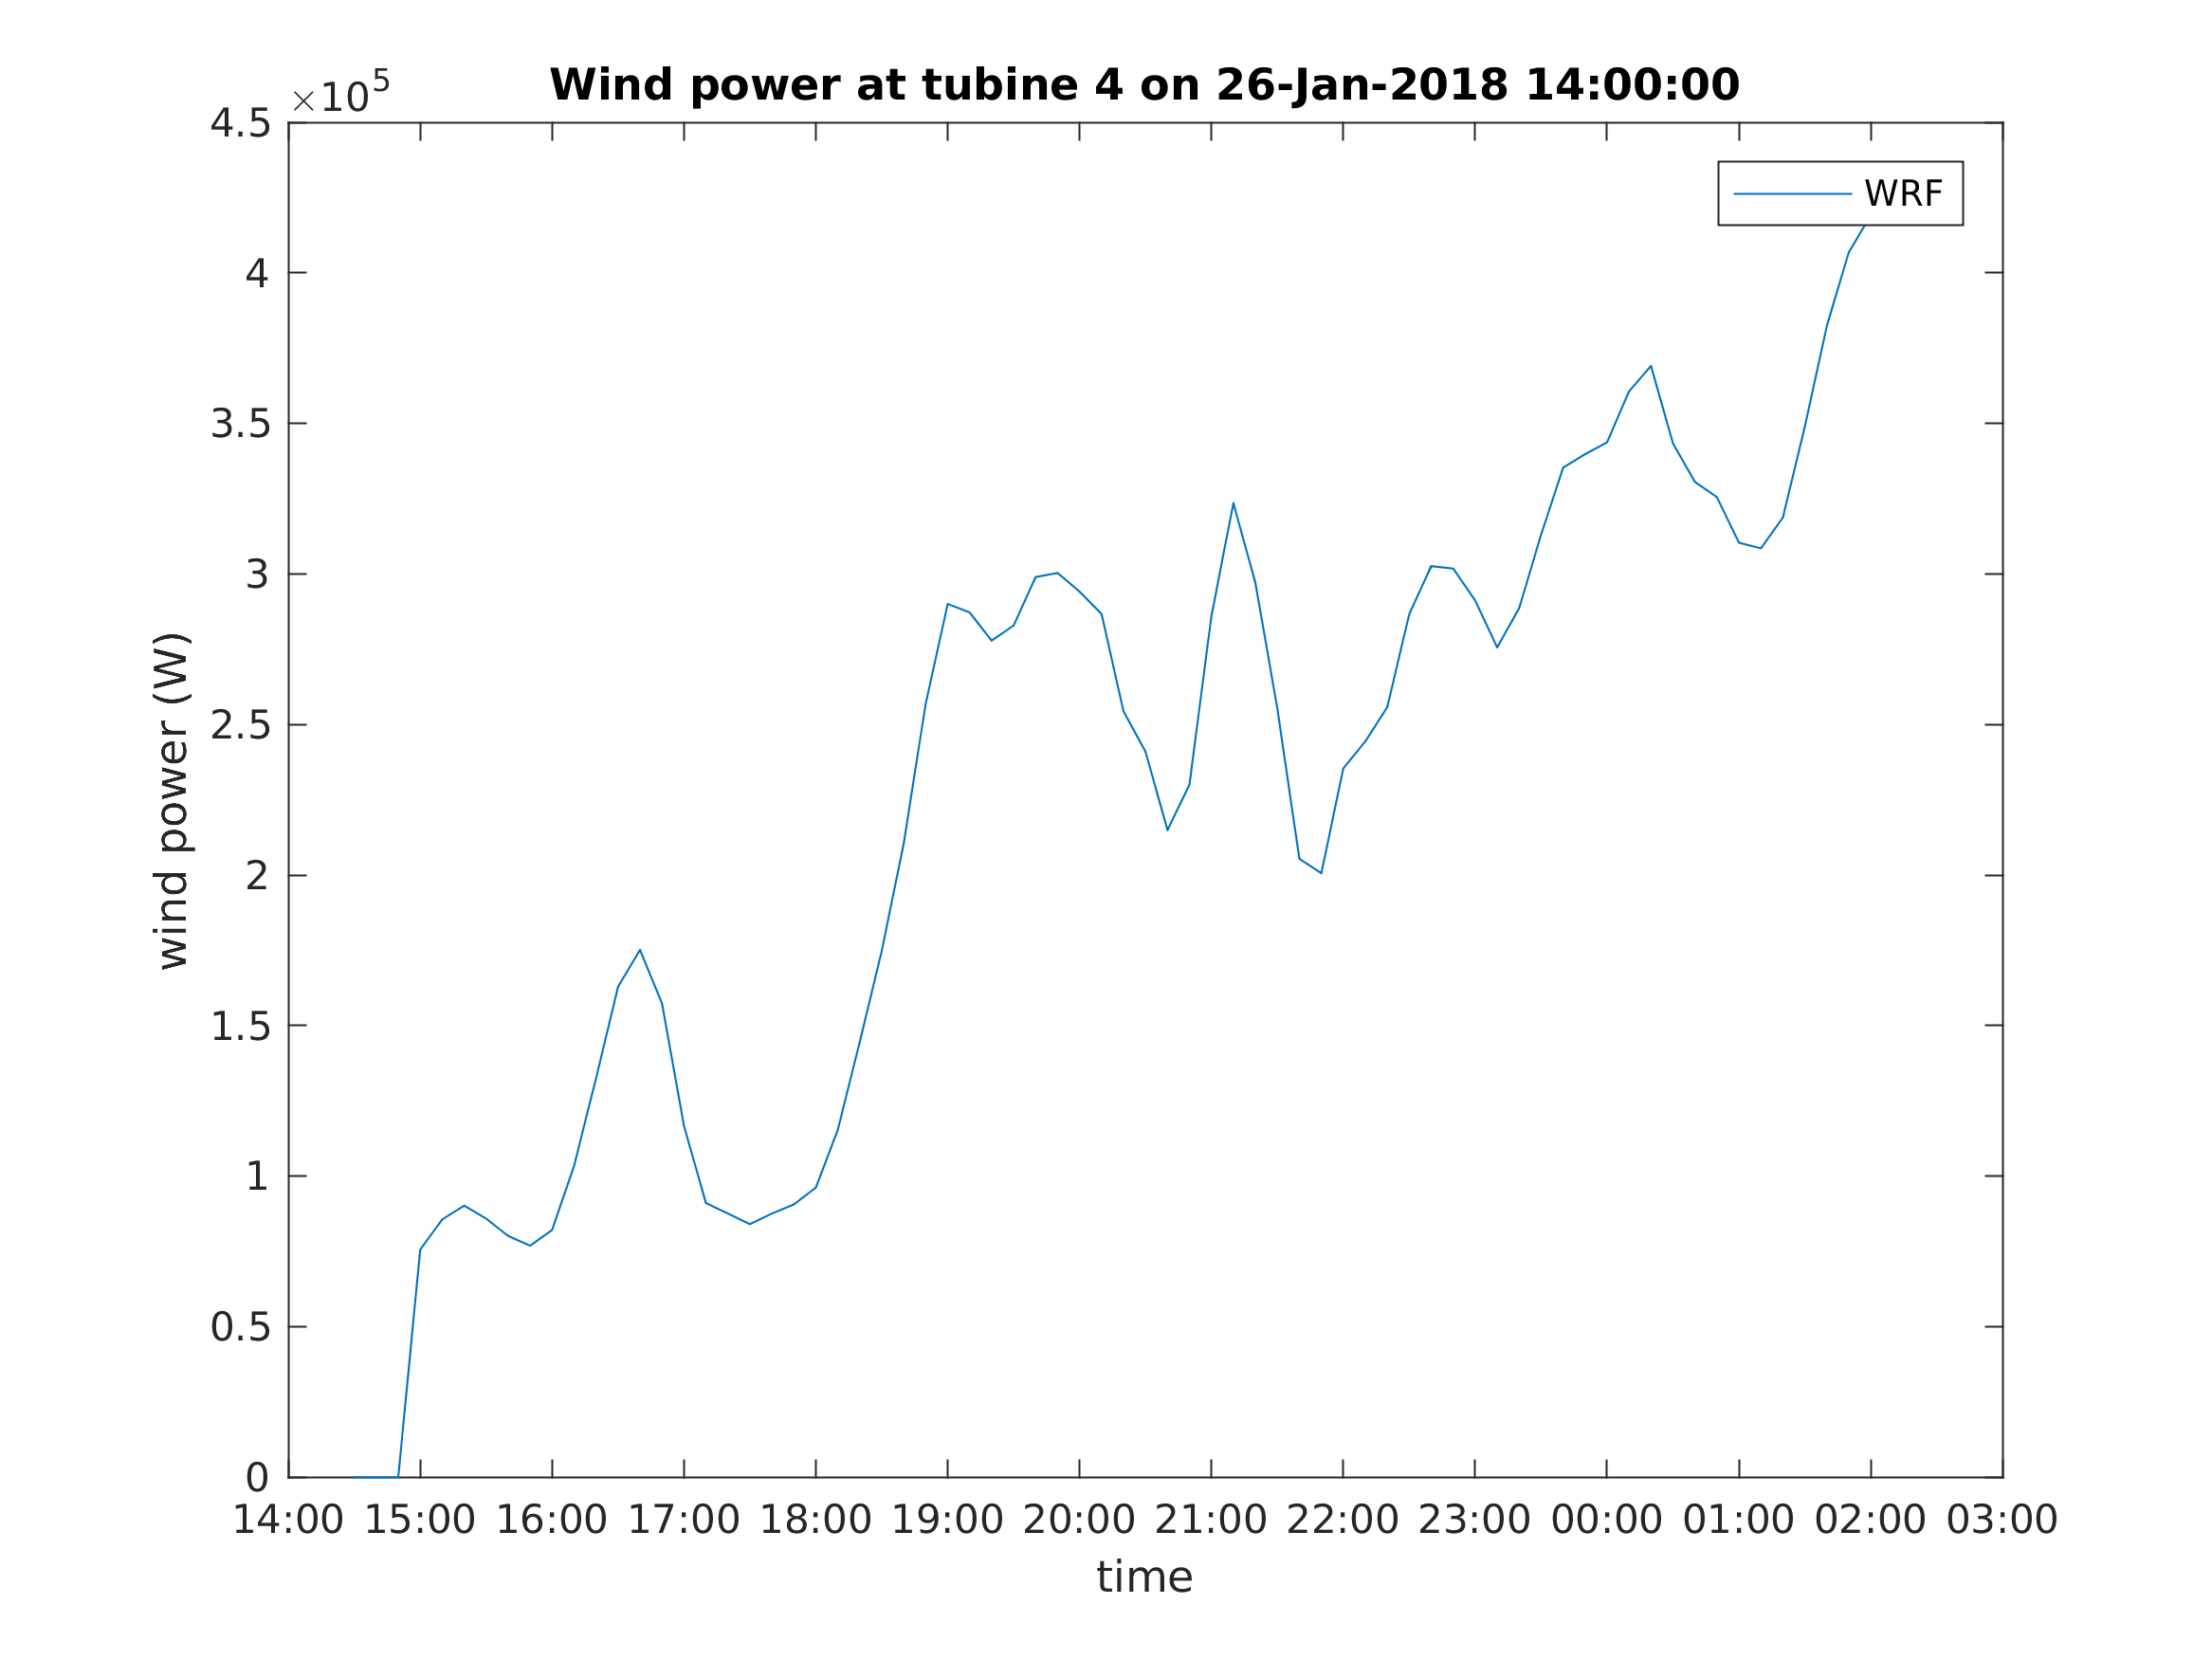 ×10⁵
Wind power at tubine 4 on 26-Jan-2018 14:00:00
WRF
4.5
4
3.5
3
2.5
2
1.5
1
0.5
0
wind power (W)
14:00 15:00 16:00 17:00 18:00 19:00 20:00 21:00 22:00 23:00 00:00 01:00 02:00 03:00
time